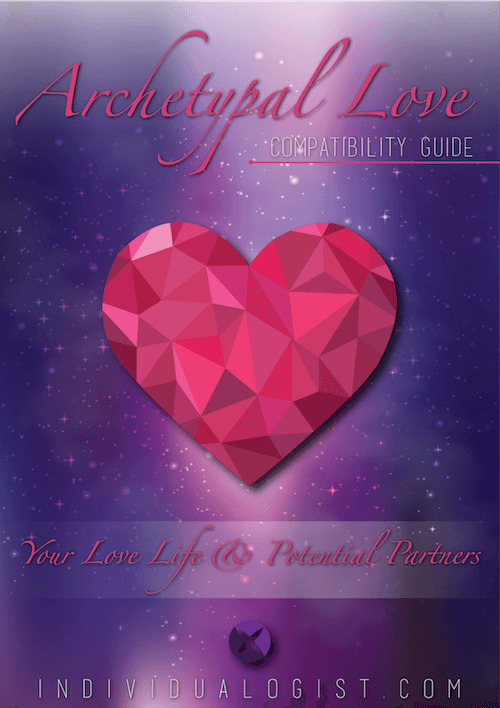 Archetypal Love
COMPATIBILITY GUIDE
Your Love Life & Potential Partners
INDIVIDUALOGIST.COM